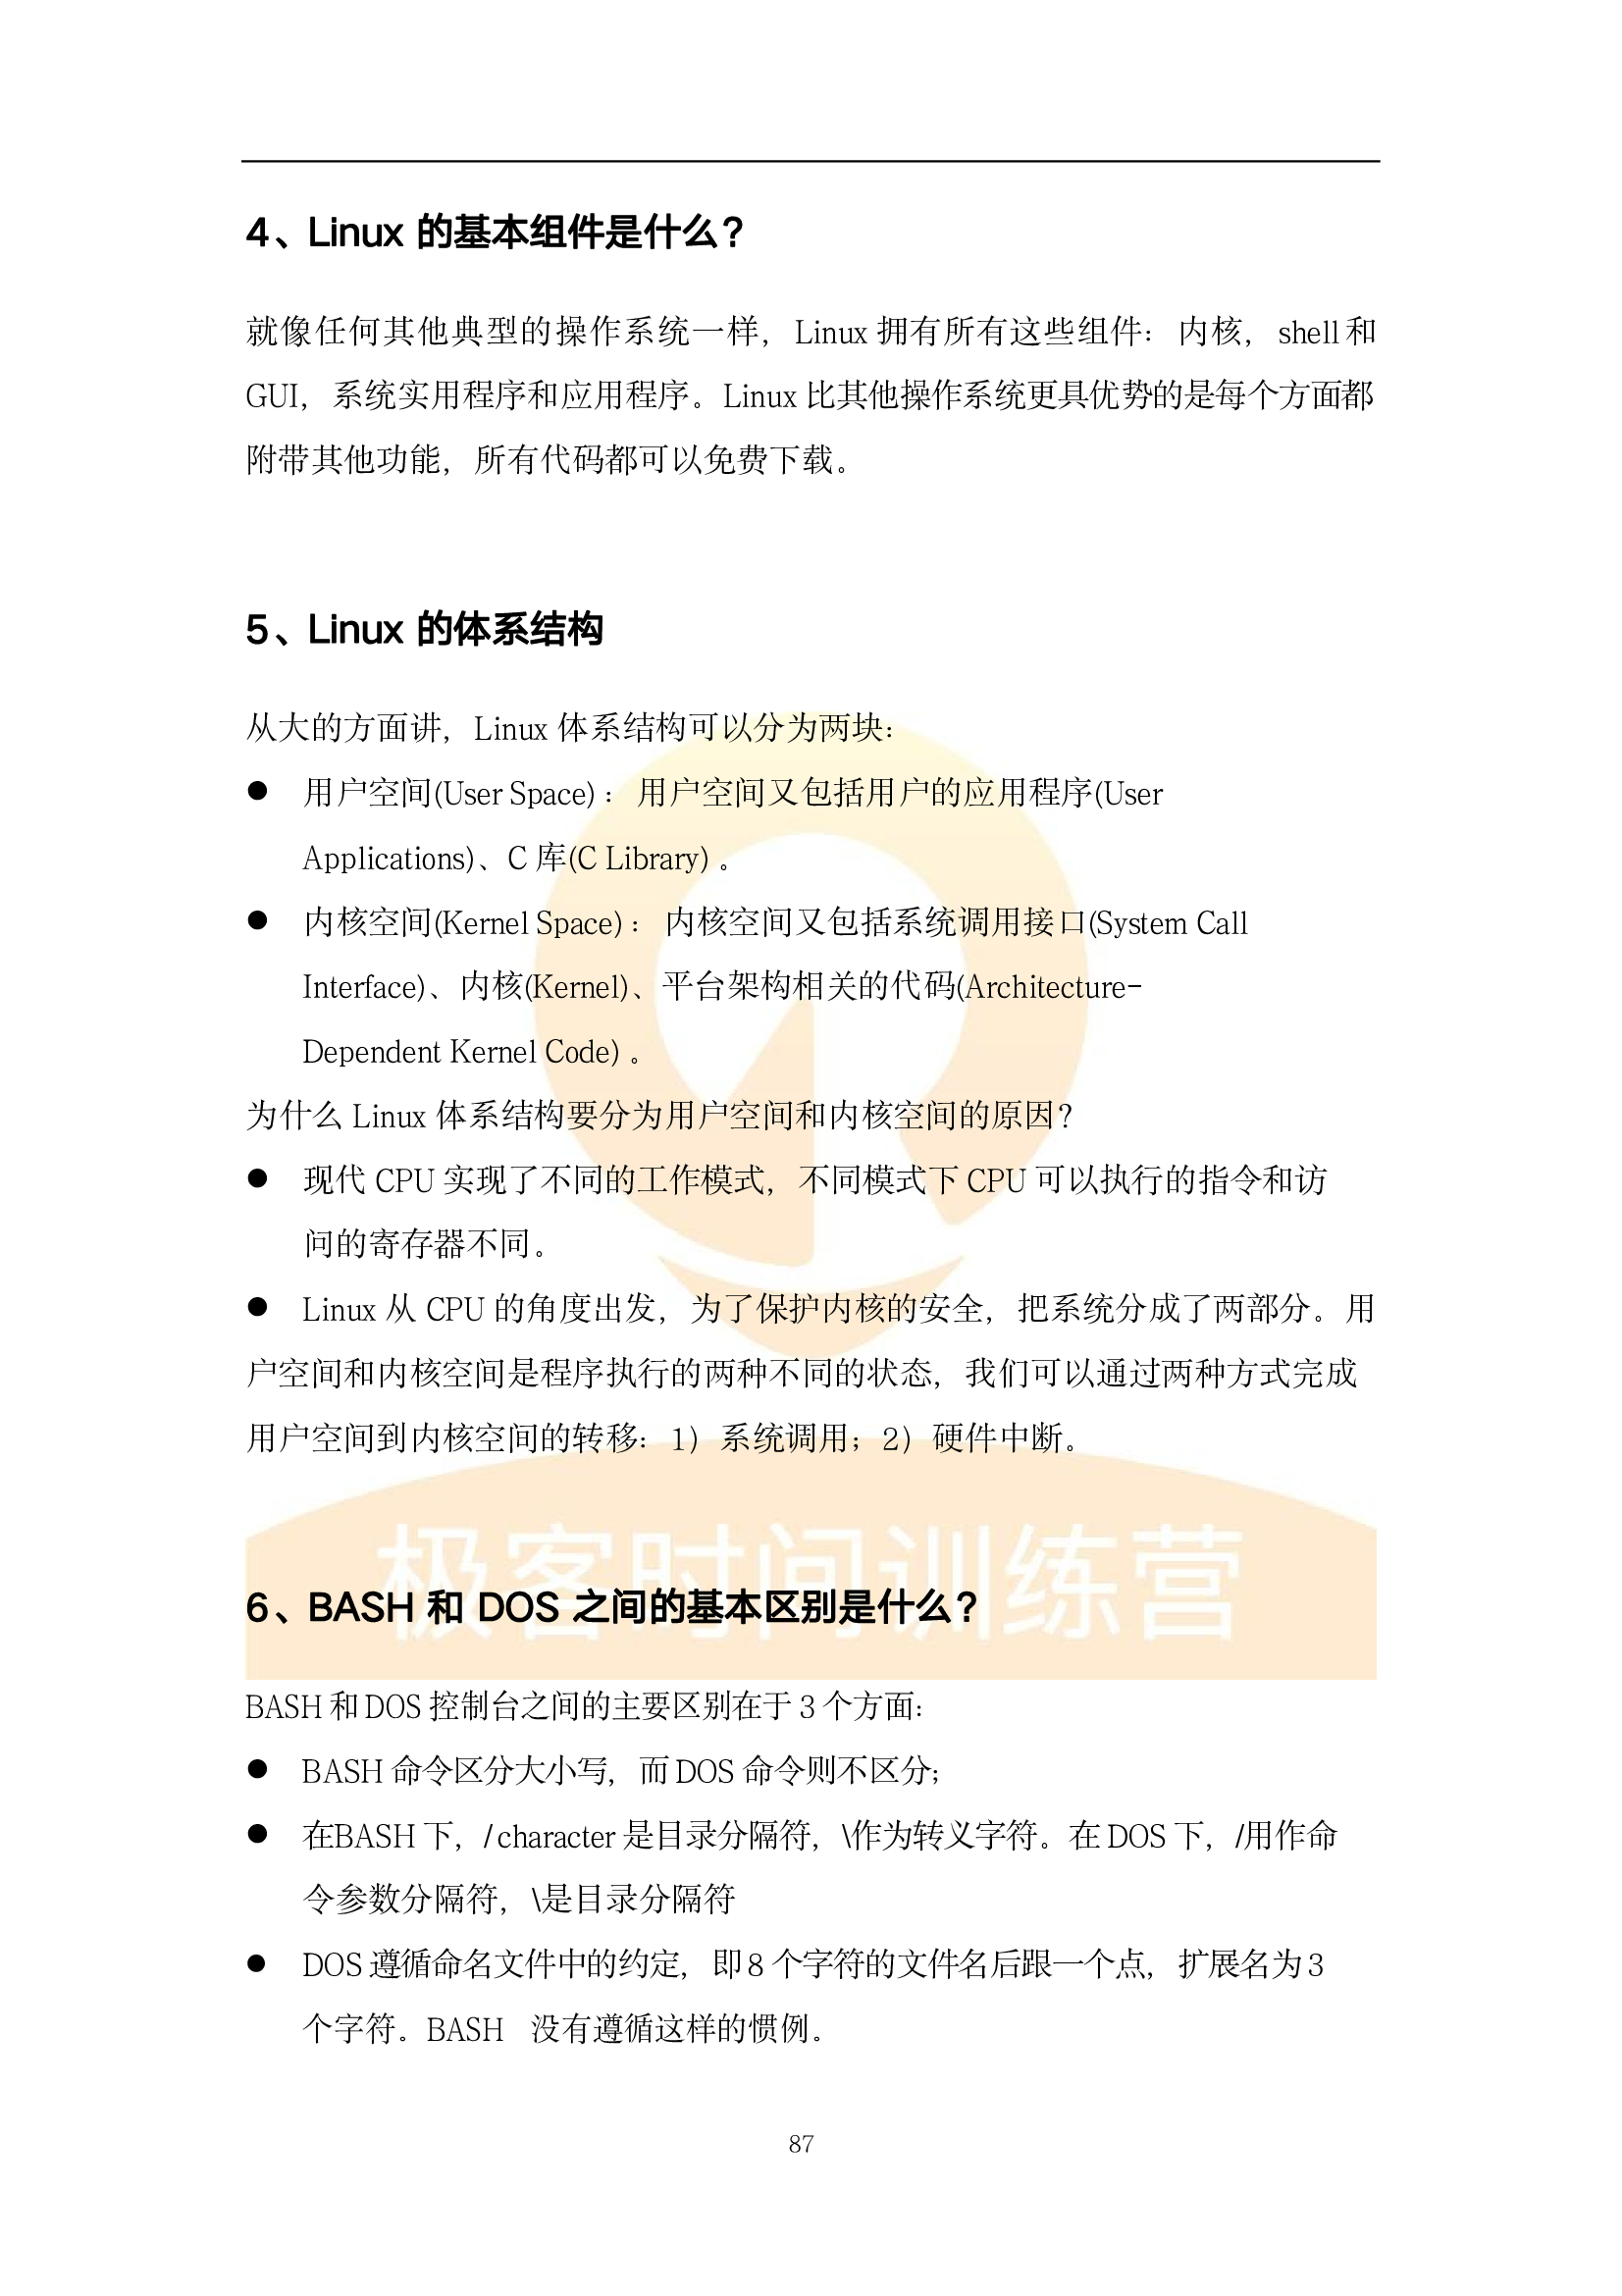 4、Linux 的基本组件是什么？
就像任何其他典型的操作系统一样，Linux 拥有所有这些组件： 内核， shell 和
GUI，系统实用程序和应用程序。Linux 比其他操作系统更具优势的是每个方面都
附带其他功能，所有代码都可以免费下载。
5、Linux 的体系结构
从大的方面讲，Linux 体系结构可以分为两块：
● 用户空间(User Space)： 用户空间又包括用户的应用程序(User
Applications)、C 库(C Library) 。
● 内核空间(Kernel Space)： 内核空间又包括系统调用接口(System Call
Interface)、内核(Kernel)、平台架构相关的代码(Architecture-
Dependent Kernel Code) 。
为什么 Linux 体系结构要分为用户空间和内核空间的原因？
● 现代 CPU 实现了不同的工作模式，不同模式下 CPU 可以执行的指令和访
问的寄存器不同。
● Linux 从 CPU 的角度出发，为了保护内核的安全，把系统分成了两部分。用
户空间和内核空间是程序执行的两种不同的状态，我们可以通过两种方式完成
用户空间到内核空间的转移：1）系统调用；2）硬件中断。
极客时间训练营
6、BASH 和 DOS 之间的基本区别是什么？
BASH 和 DOS 控制台之间的主要区别在于 3 个方面：
● BASH 命令区分大小写，而 DOS 命令则不区分；
● 在BASH 下，/ character 是目录分隔符，\作为转义字符。在 DOS 下，/用作命
令参数分隔符，\是目录分隔符
● DOS 遵循命名文件中的约定，即 8 个字符的文件名后跟一个点，扩展名为 3
个字符。BASH 没有遵循这样的惯例。
87